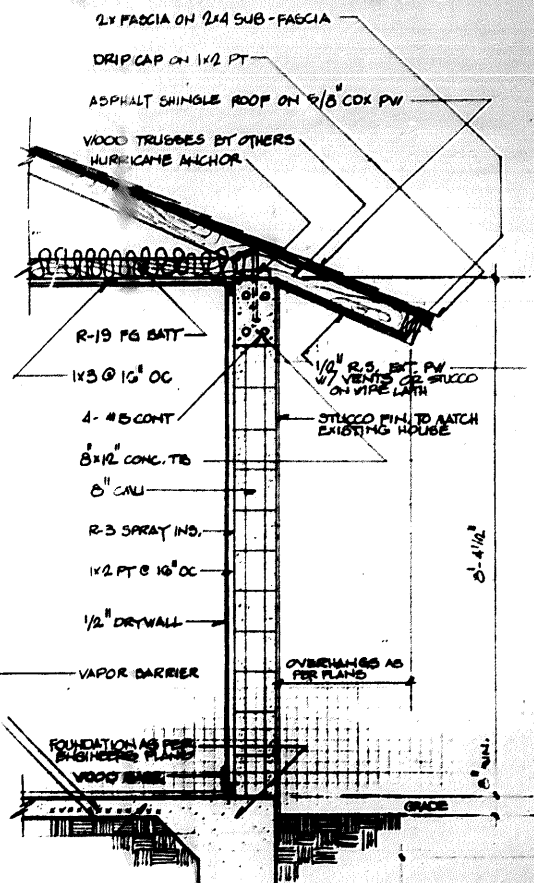 2x FASCIA ON 2x4 SUB-FASCIA
DRIP CAP ON 1x2 PT
ASPHALT SHINGLE ROOF ON 5/8" CDX PW
WOOD TRUSSES BY OTHERS
HURRICANE ANCHOR
R-19 FG BATT
1x3 @ 16" OC
4- #5 CONT
8"x12" CONC. TB
8" CMU
R-3 SPRAY INS.
1x2 PT @ 16" OC
1/2" DRYWALL
VAPOR BARRIER
FOUNDATION AS PER
ENGINEERS PLANS
WOOD BASE
1/2" R.S. EXT. PW
W/ VENTS OR STUCCO
ON WIRE LATH
STUCCO FIN. TO MATCH
EXISTING HOUSE
8'-4 1/2"
OVERHANGS AS
PER PLANS
8" MIN.
GRADE